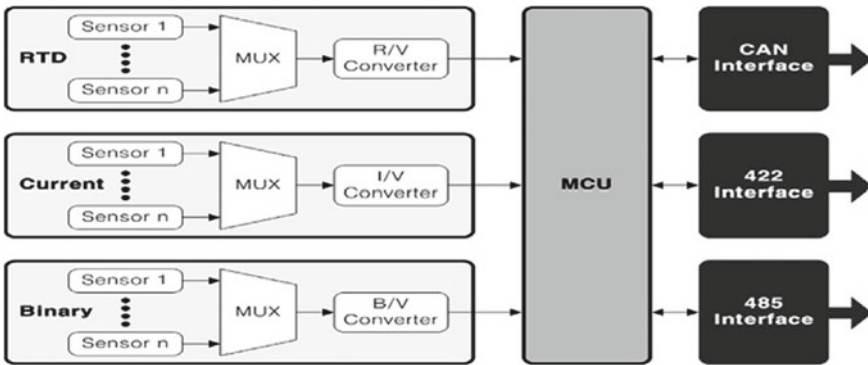 Sensor 1
RTD
Sensor n
MUX
R/V
Converter
Sensor 1
Current
Sensor n
MUX
I/V
Converter
Sensor 1
Binary
Sensor n
MUX
B/V
Converter
MCU
CAN
Interface
422
Interface
485
Interface